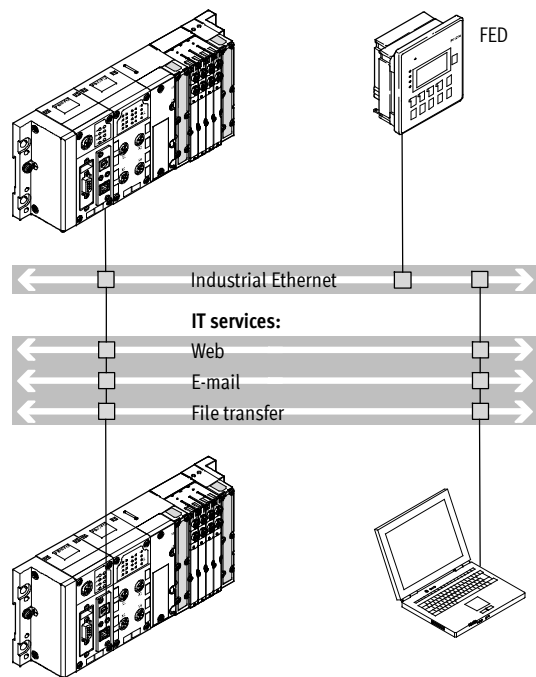 FED
Industrial Ethernet
IT services:
Web
E-mail
File transfer